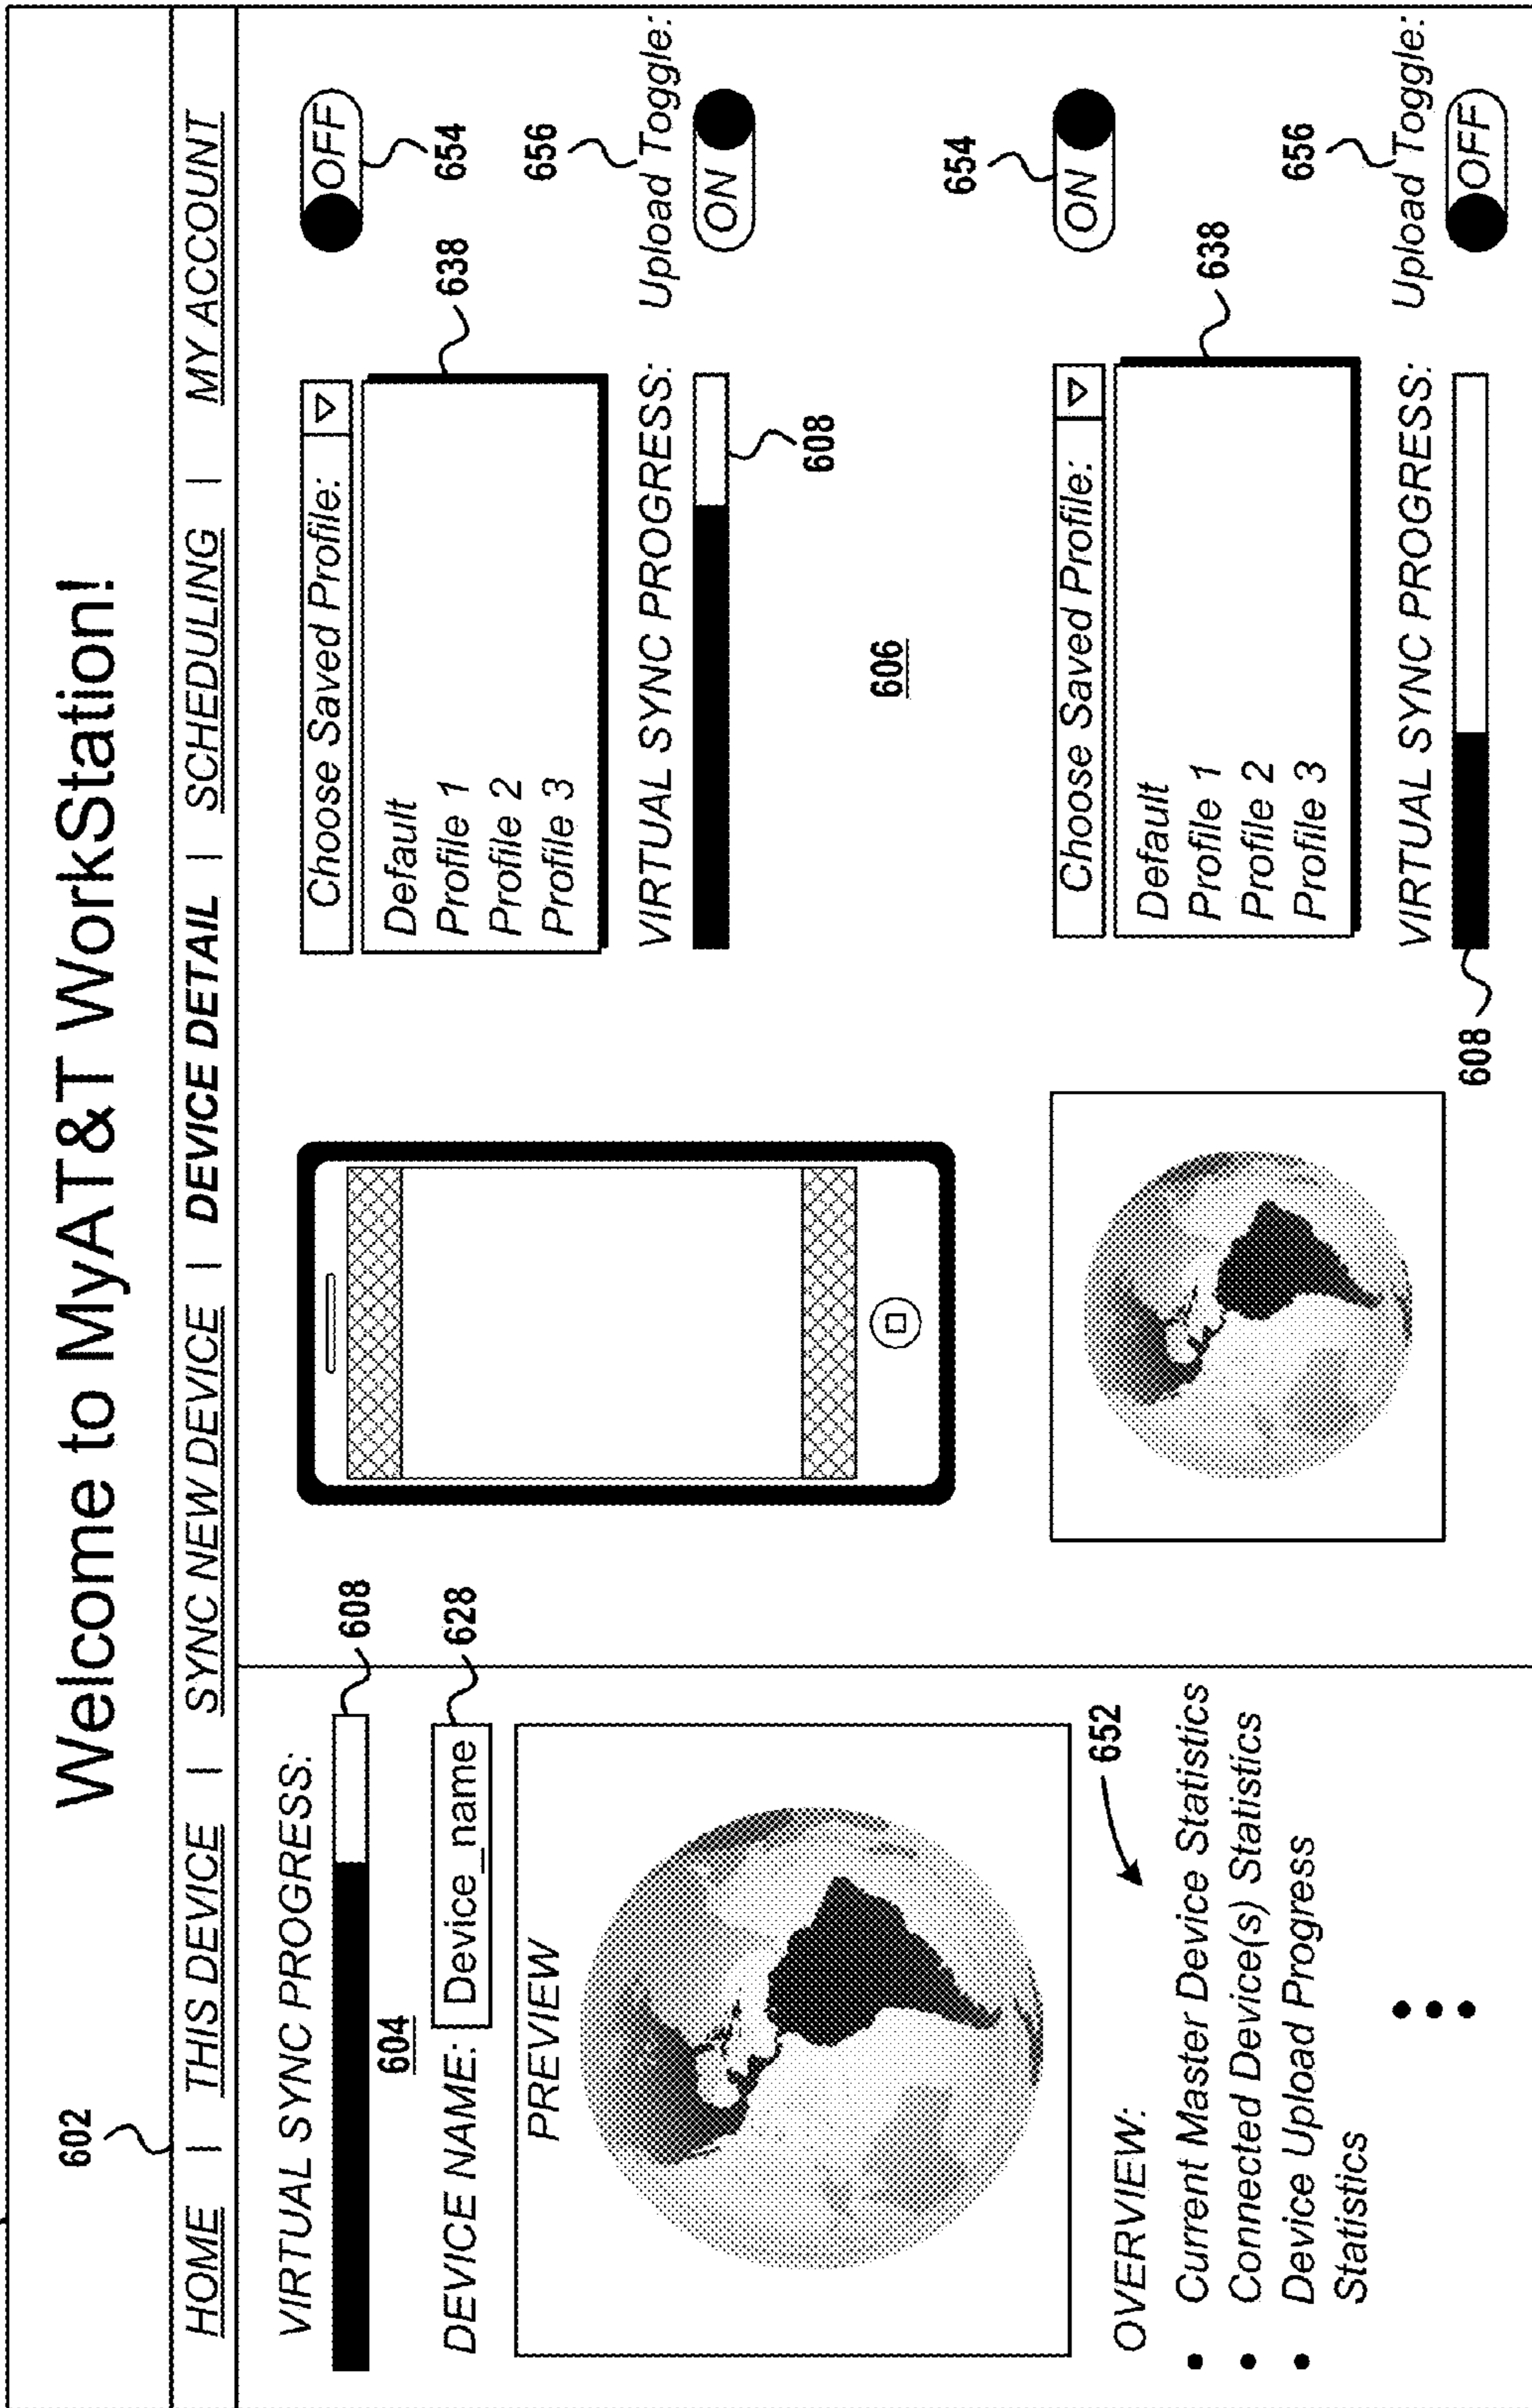 Welcome to MyAT&T WorkStation!
602
HOME | THIS DEVICE | SYNC NEW DEVICE | DEVICE DETAIL | SCHEDULING | MY ACCOUNT
VIRTUAL SYNC PROGRESS:
608
604
DEVICE NAME: Device_name
628
PREVIEW
OVERVIEW:
652
• Current Master Device Statistics
• Connected Device(s) Statistics
• Device Upload Progress
Statistics
Choose Saved Profile:
OFF
654
638
Default
Profile 1
Profile 2
Profile 3
656
VIRTUAL SYNC PROGRESS:
Upload Toggle:
ON
608
606
Choose Saved Profile:
654
ON
638
Default
Profile 1
Profile 2
Profile 3
656
VIRTUAL SYNC PROGRESS:
Upload Toggle:
OFF
608